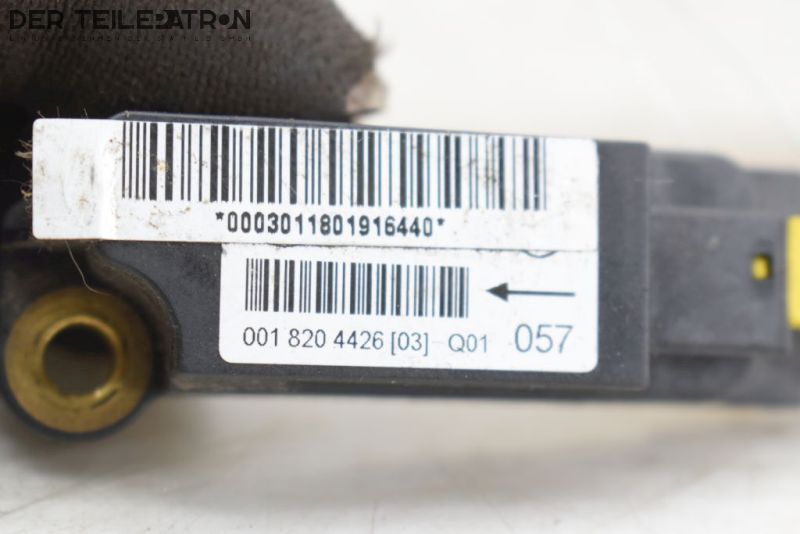 DER TEILEPATRON
*0003011801916440*
001 820 4426 [03] Q01 057